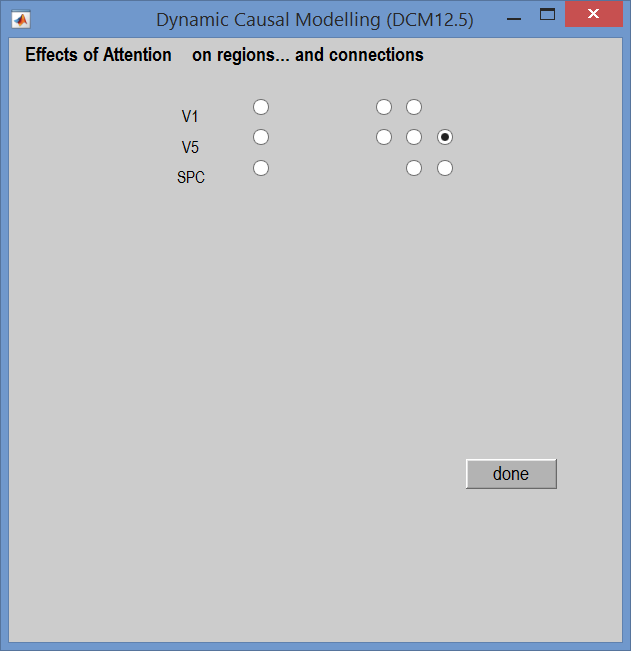 Dynamic Causal Modelling (DCM12.5)
Effects of Attention on regions... and connections
V1
V5
SPC
done